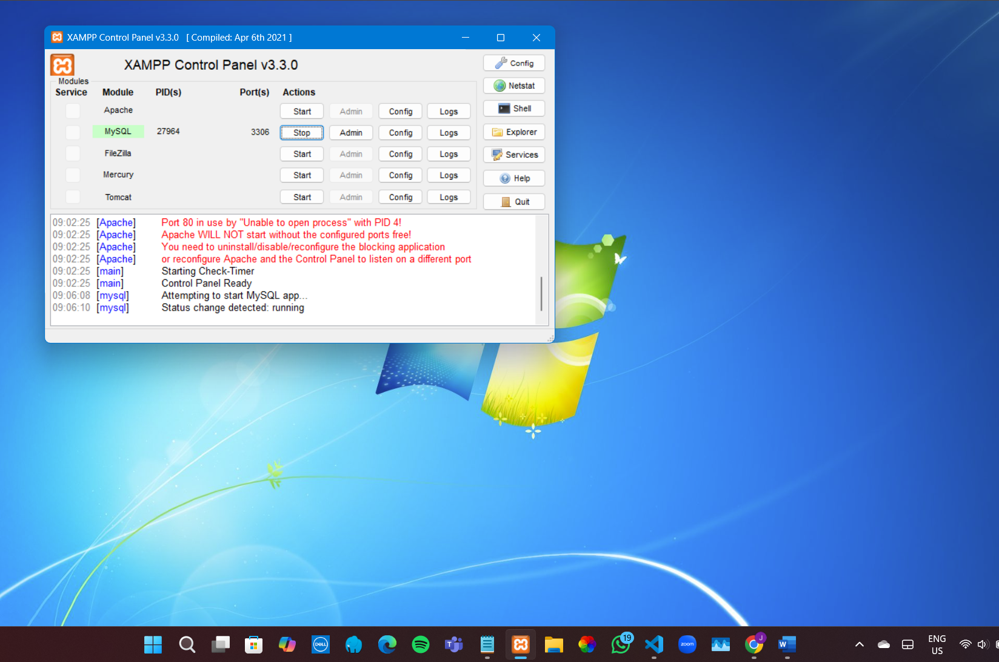 XAMPP Control Panel v3.3.0 [ Compiled: Apr 6th 2021 ]
XAMPP Control Panel v3.3.0
Config
Modules
Netstat
Service Module PID(s) Port(s) Actions
Apache Start Admin Config Logs
Shell
MySQL 27964 3306 Stop Admin Config Logs
Explorer
FileZilla Start Admin Config Logs
Services
Mercury Start Admin Config Logs
Help
Tomcat Start Admin Config Logs
Quit
09:02:25 [Apache] Port 80 in use by "Unable to open process" with PID 4!
09:02:25 [Apache] Apache WILL NOT start without the configured ports free!
09:02:25 [Apache] You need to uninstall/disable/reconfigure the blocking application
09:02:25 [Apache] or reconfigure Apache and the Control Panel to listen on a different port
09:02:25 [main] Starting Check-Timer
09:02:25 [main] Control Panel Ready
09:06:08 [mysql] Attempting to start MySQL app...
09:06:10 [mysql] Status change detected: running
DELL
T
19
zoom
J
W
ENG
US